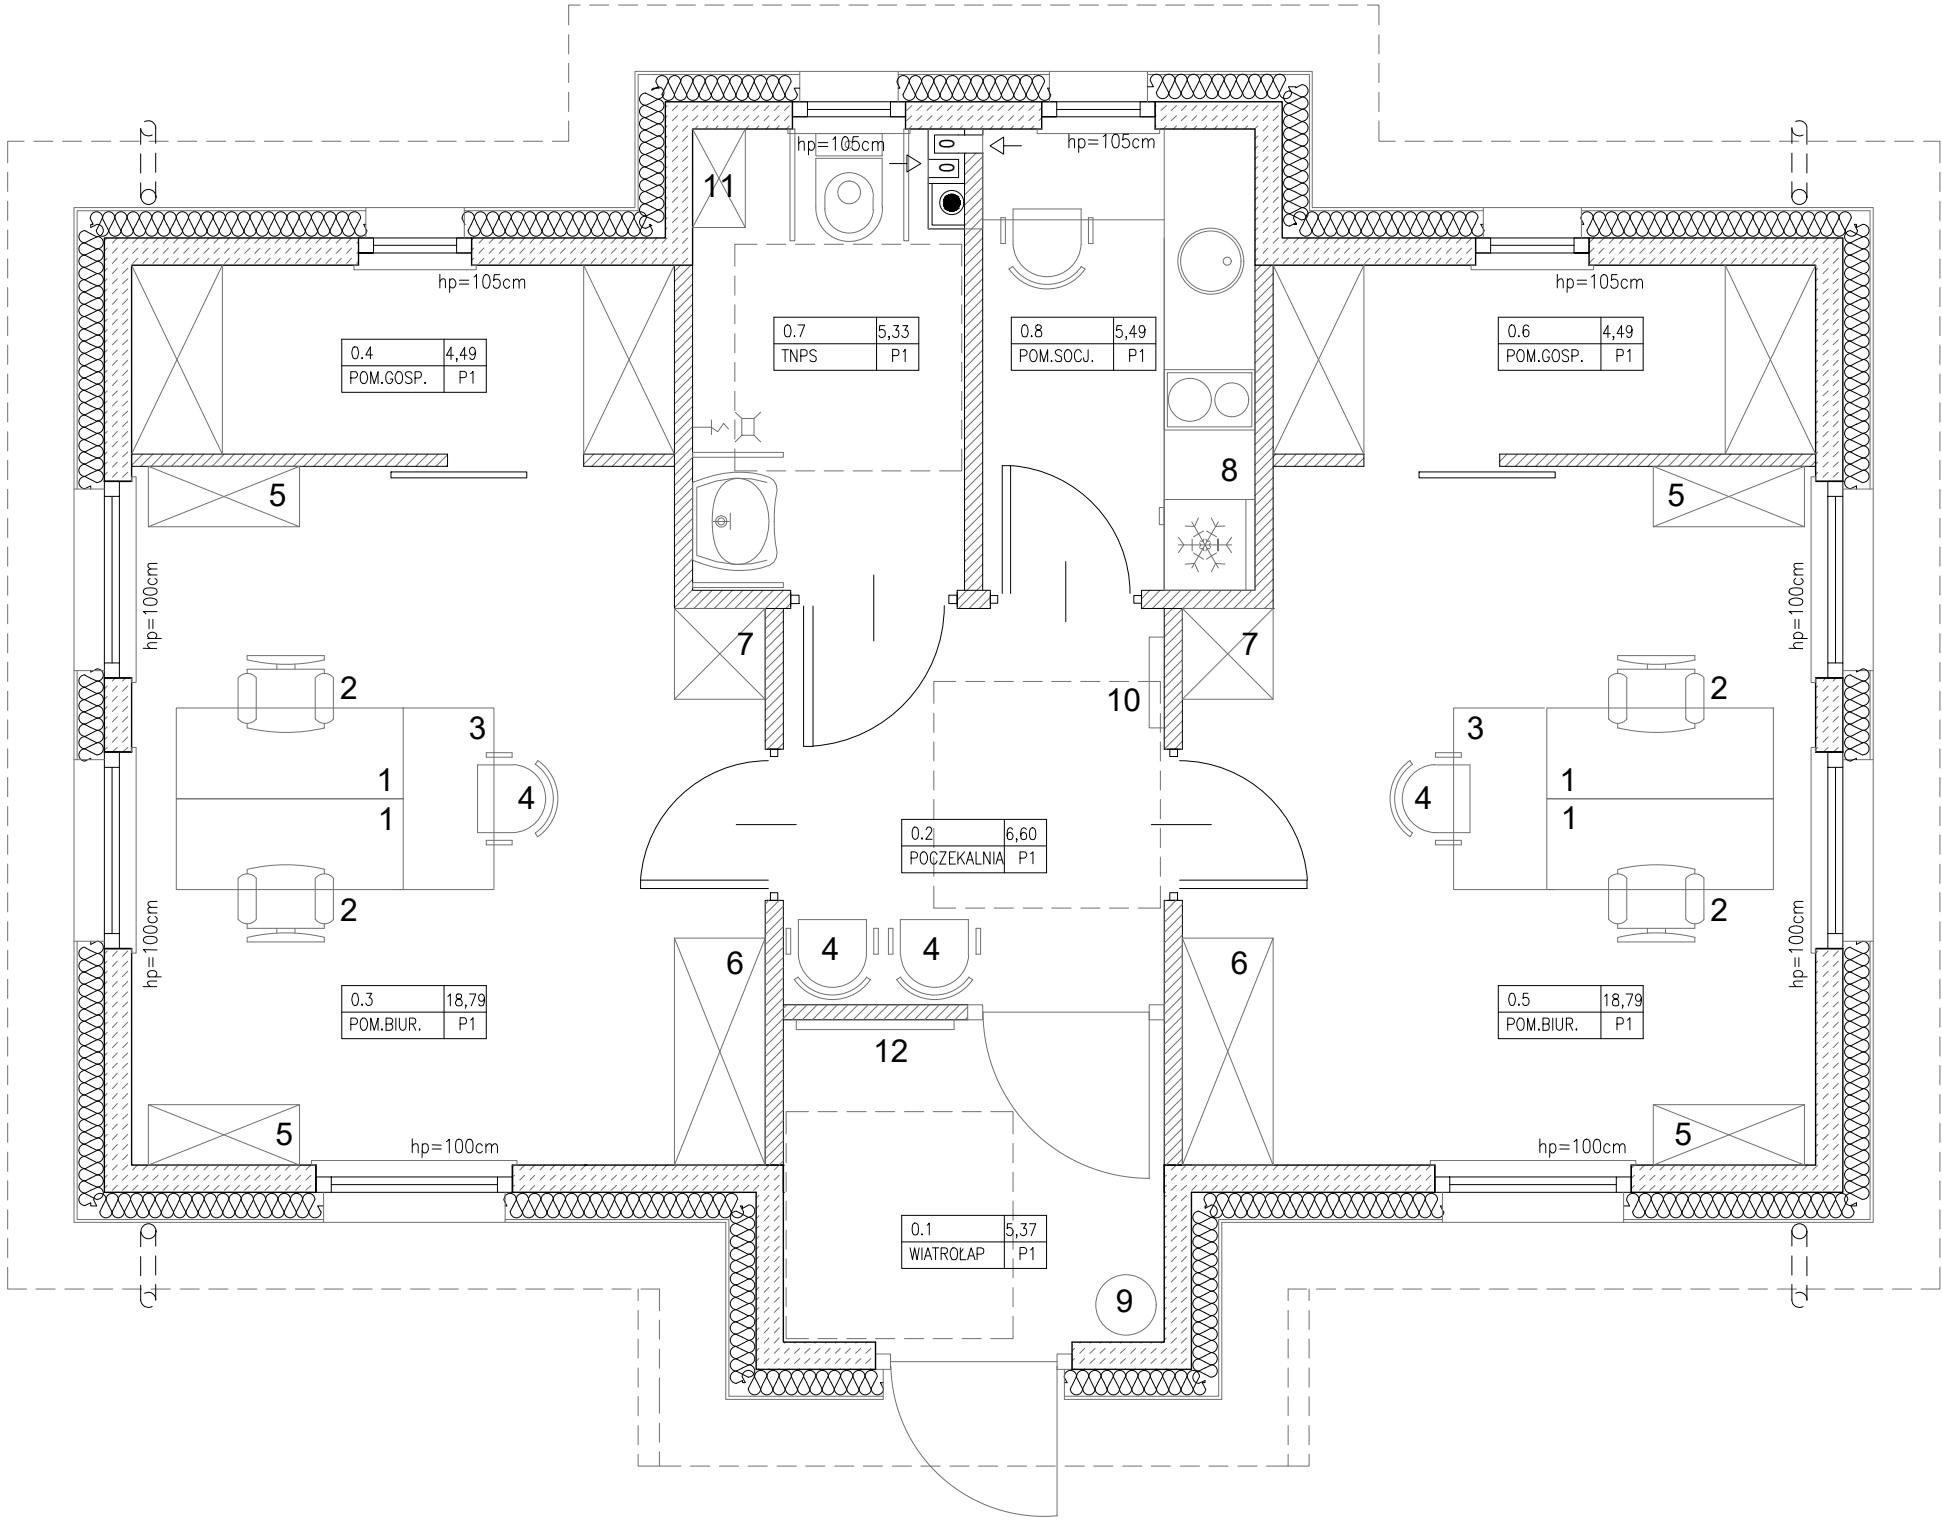 hp=105cm
hp=105cm
11
0
0
hp=105cm
hp=105cm
0.7 5,33
TNPS P1
0.8 5,49
POM.SOCJ. P1
0.6 4,49
POM.GOSP. P1
0.4 4,49
POM.GOSP. P1
8
5
5
hp=100cm
hp=100cm
7
7
2
2
10
3
3
1
1
4
4
1
1
0.2 6,60
POCZEKALNIA P1
2
2
hp=100cm
hp=100cm
4
4
6
6
0.3 18,79
POM.BIUR. P1
0.5 18,79
POM.BIUR. P1
12
5
5
hp=100cm
hp=100cm
0.1 5,37
WIATROŁAP P1
9